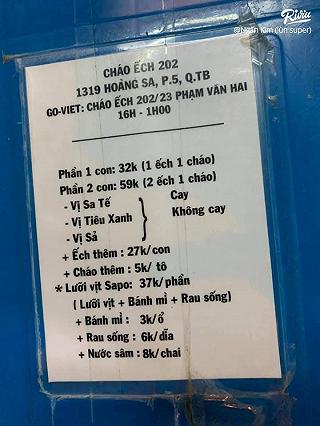 Riviu
@Ngân Kim (ủn super)
CHÁO ẾCH 202
1319 HOÀNG SA, P.5, Q.TB
GO-VIET: CHÁO ẾCH 202/23 PHẠM VĂN HAI
16H - 1H00
Phần 1 con: 32k (1 ếch 1 cháo)
Phần 2 con: 59k (2 ếch 1 cháo)
- Vị Sa Tế
- Vị Tiêu Xanh
- Vị Sả
Cay
Không cay
+ Ếch thêm : 27k/con
+ Cháo thêm : 5k/ tô
* Lưỡi vịt Sapo: 37k/phần
( Lưỡi vịt + Bánh mì + Rau sống)
+ Bánh mì : 3k/ổ
+ Rau sống : 6k/dĩa
+ Nước sâm : 8k/chai